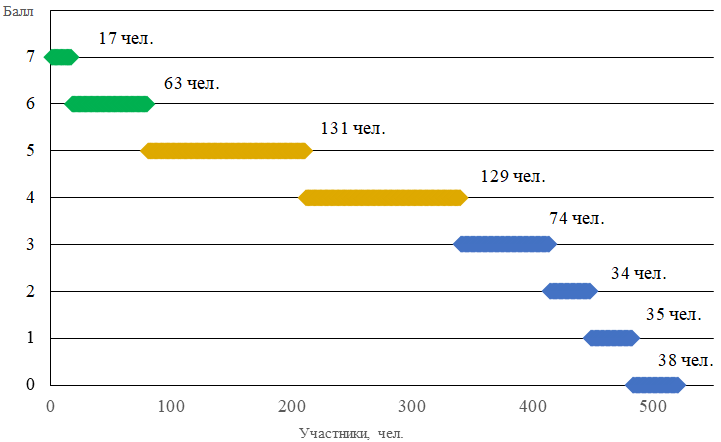 Балл
7
17 чел.
6
63 чел.
5
131 чел.
4
129 чел.
3
74 чел.
2
34 чел.
1
35 чел.
0
38 чел.
0 100 200 300 400 500
Участники, чел.